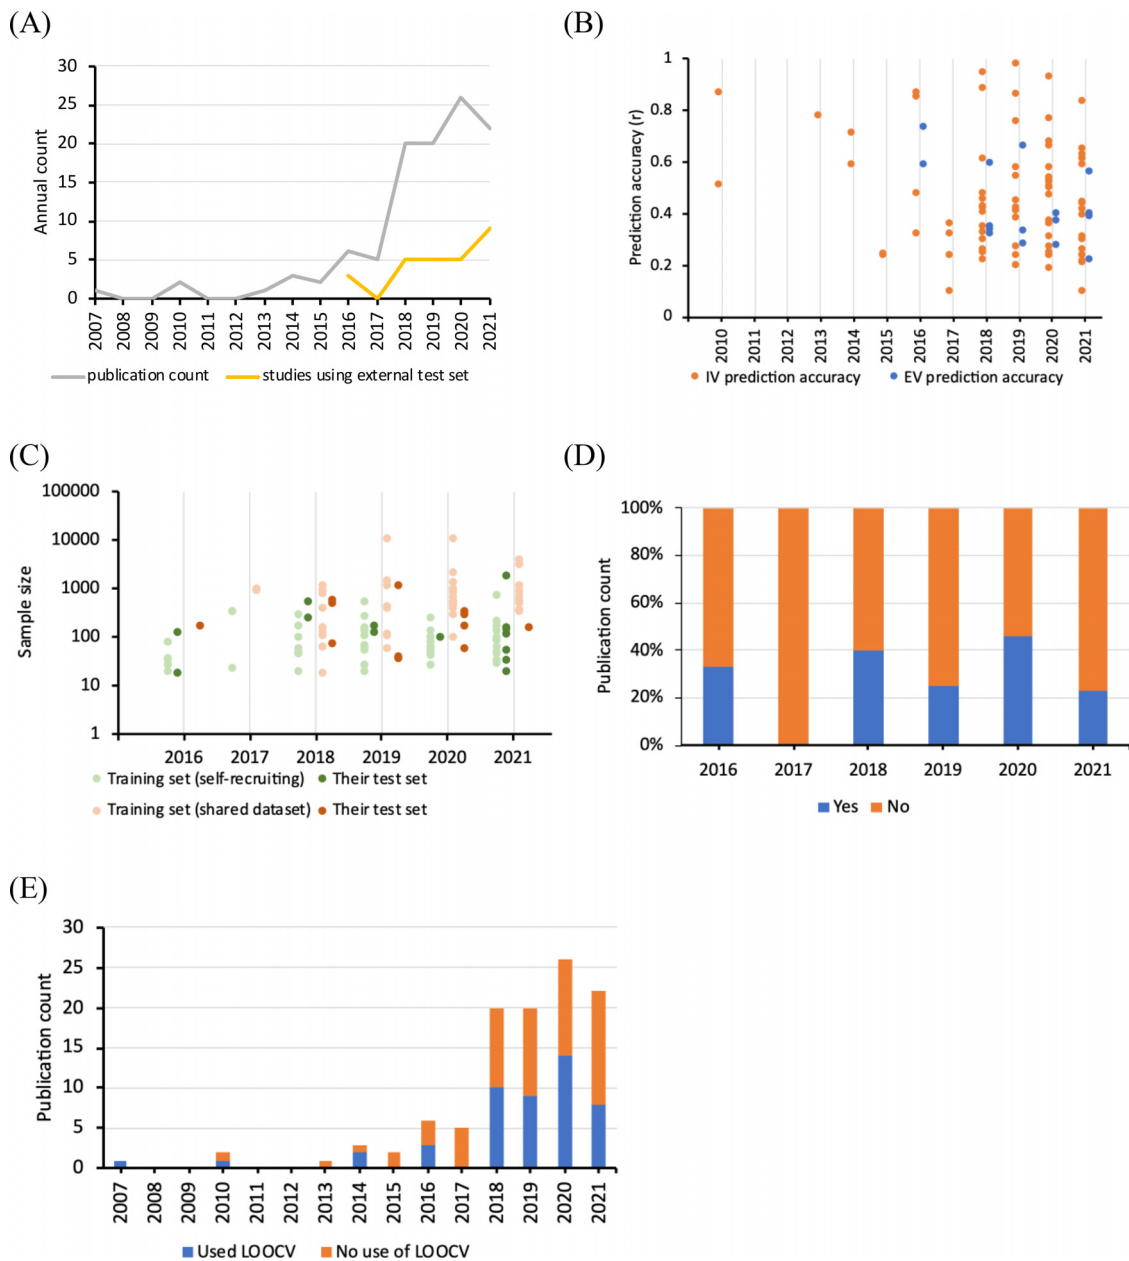 (A)
30
25
20
15
10
5
0
Annual count
2007 2008 2009 2010 2011 2012 2013 2014 2015 2016 2017 2018 2019 2020 2021
publication count studies using external test set
(B)
1
0.8
0.6
0.4
0.2
0
Prediction accuracy (r)
2010 2011 2012 2013 2014 2015 2016 2017 2018 2019 2020 2021
IV prediction accuracy EV prediction accuracy
(C)
100000
10000
1000
100
10
1
Sample size
2016 2017 2018 2019 2020 2021
Training set (self-recruiting) Their test set
Training set (shared dataset) Their test set
(D)
100%
80%
60%
40%
20%
0%
Publication count
2016 2017 2018 2019 2020 2021
Yes No
(E)
30
25
20
15
10
5
0
Publication count
2007 2008 2009 2010 2011 2012 2013 2014 2015 2016 2017 2018 2019 2020 2021
Used LOOCV No use of LOOCV